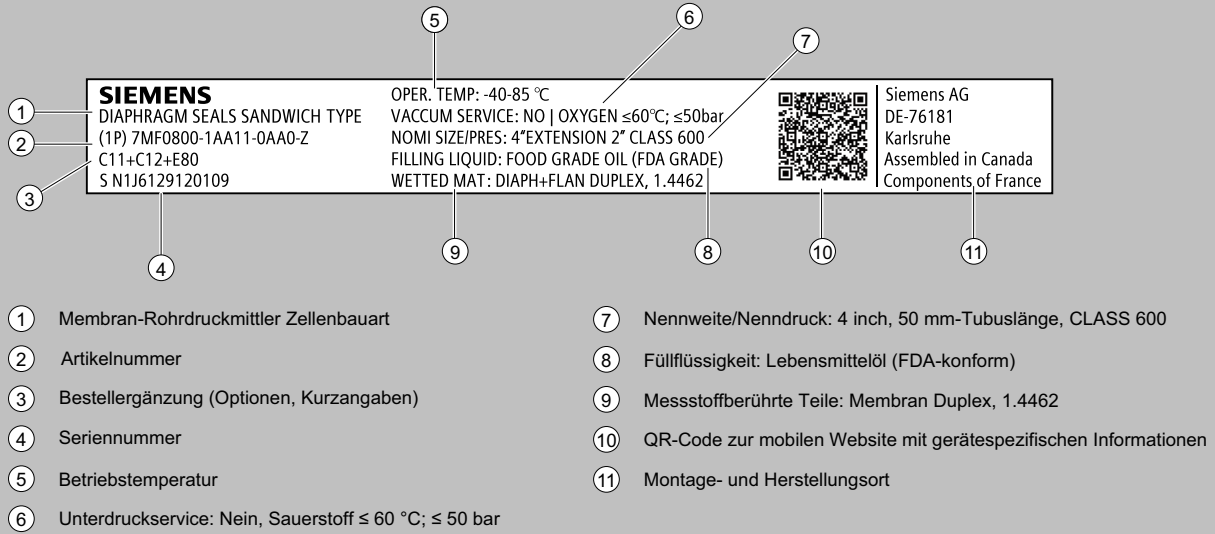 5
6
7
1
2
3
SIEMENS
DIAPHRAGM SEALS SANDWICH TYPE
(1P) 7MF0800-1AA11-0AA0-Z
C11+C12+E80
S N1J6129120109
OPER. TEMP: -40-85 °C
VACCUM SERVICE: NO | OXYGEN ≤60°C; ≤50bar
NOMI SIZE/PRES: 4"EXTENSION 2" CLASS 600
FILLING LIQUID: FOOD GRADE OIL (FDA GRADE)
WETTED MAT: DIAPH+FLAN DUPLEX, 1.4462
Siemens AG
DE-76181
Karlsruhe
Assembled in Canada
Components of France
4
9
8
10
11
1 Membran-Rohrdruckmittler Zellenbauart
2 Artikelnummer
3 Bestellergänzung (Optionen, Kurzangaben)
4 Seriennummer
5 Betriebstemperatur
6 Unterdruckservice: Nein, Sauerstoff ≤ 60 °C; ≤ 50 bar
7 Nennweite/Nenndruck: 4 inch, 50 mm-Tubuslänge, CLASS 600
8 Füllflüssigkeit: Lebensmittelöl (FDA-konform)
9 Messstoffberührte Teile: Membran Duplex, 1.4462
10 QR-Code zur mobilen Website mit gerätespezifischen Informationen
11 Montage- und Herstellungsort